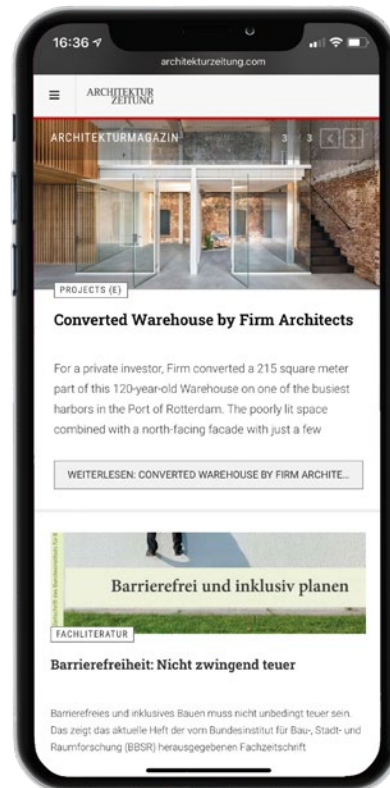 16:36
architekturzeitung.com
ARCHITEKTUR
ZEITUNG
ARCHITEKTURMAGAZIN
3 / 3
PROJECTS (E)
Converted Warehouse by Firm Architects
For a private investor, Firm converted a 215 square meter
part of this 120-year-old Warehouse on one of the busiest
harbors in the Port of Rotterdam. The poorly lit space
combined with a north-facing facade with just a few
WEITERLESEN: CONVERTED WAREHOUSE BY FIRM ARCHITE...
Barrierefrei und inklusiv planen
FACHLITERATUR
Barrierefreiheit: Nicht zwingend teuer
Barrierefreies und inklusives Bauen muss nicht unbedingt teuer sein.
Das zeigt das aktuelle Heft der vom Bundesinstitut für Bau-, Stadt- und
Raumforschung (BBSR) herausgegebenen Fachzeitschrift